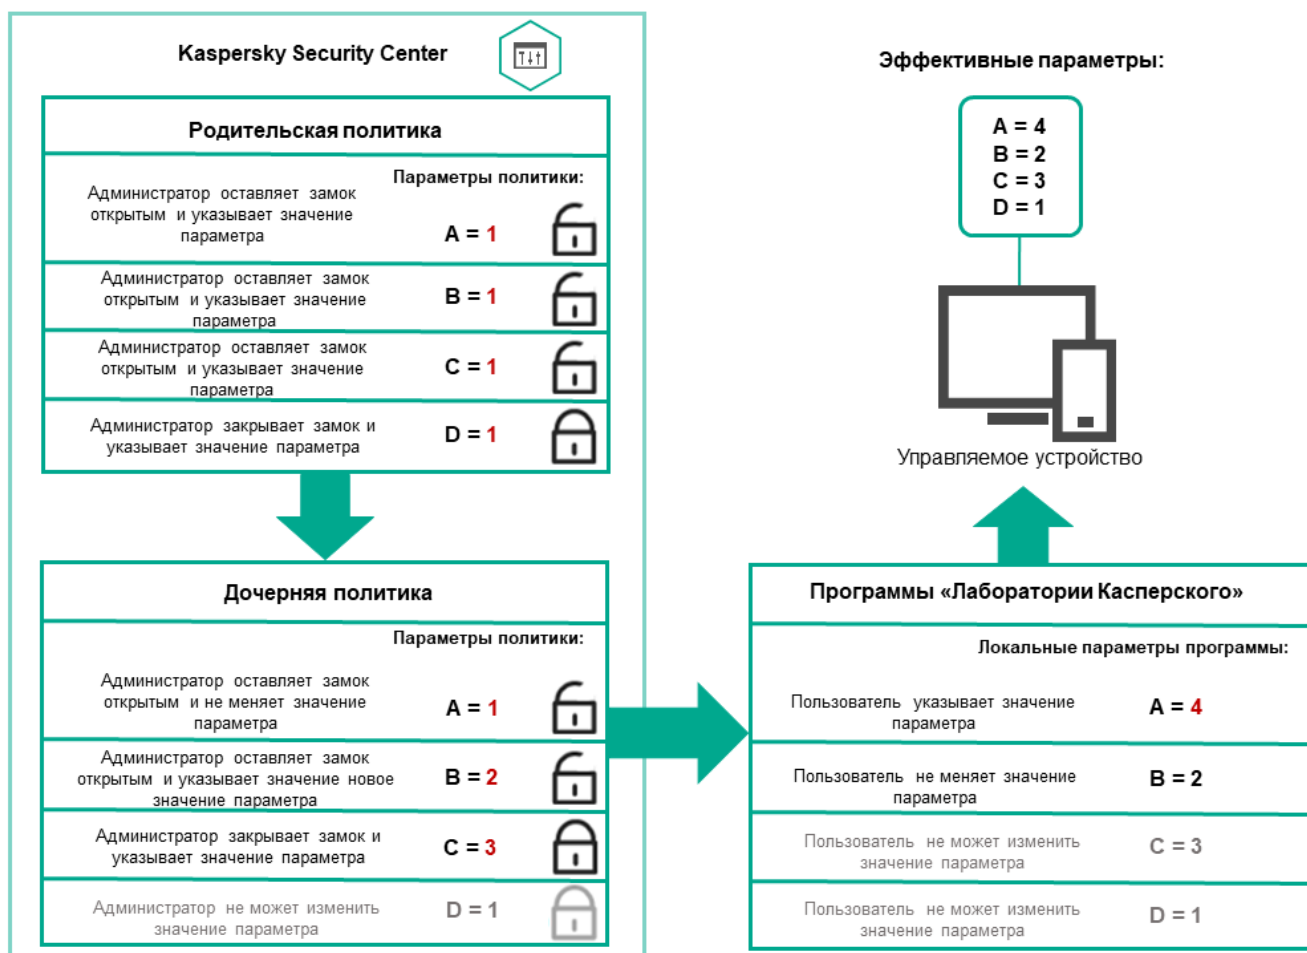 Kaspersky Security Center
Родительская политика
Параметры политики:
Администратор оставляет замок
открытым и указывает значение
параметра
A = 1
Администратор оставляет замок
открытым и указывает значение
параметра
B = 1
Администратор оставляет замок
открытым и указывает значение
параметра
C = 1
Администратор закрывает замок и
указывает значение параметра
D = 1
Дочерняя политика
Параметры политики:
Администратор оставляет замок
открытым и не меняет значение
параметра
A = 1
Администратор оставляет замок
открытым и указывает значение новое
значение параметра
B = 2
Администратор закрывает замок и
указывает значение параметра
C = 3
Администратор не может изменить
значение параметра
D = 1
Эффективные параметры:
A = 4
B = 2
C = 3
D = 1
Управляемое устройство
Программы «Лаборатории Касперского»
Локальные параметры программы:
Пользователь указывает значение
параметра
A = 4
Пользователь не меняет значение
параметра
B = 2
Пользователь не может изменить
значение параметра
C = 3
Пользователь не может изменить
значение параметра
D = 1